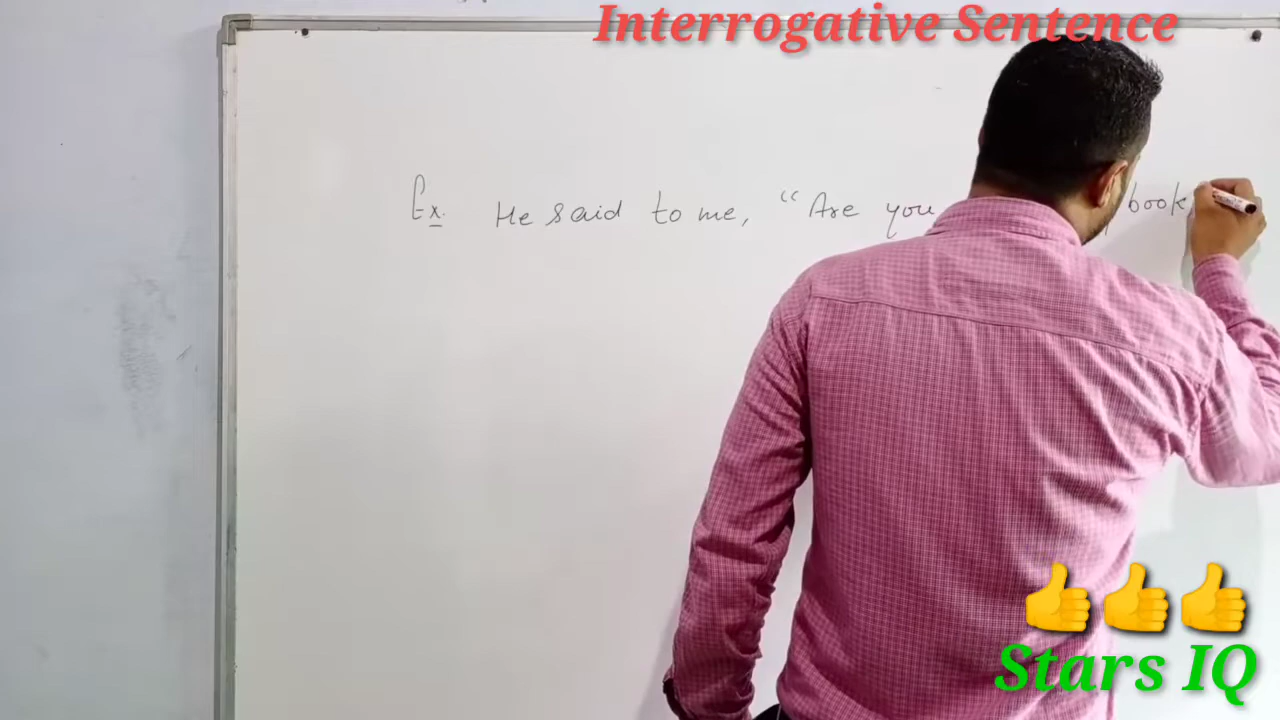 Interrogative Sentence
Ex. He said to me, “Are you book
Stars IQ